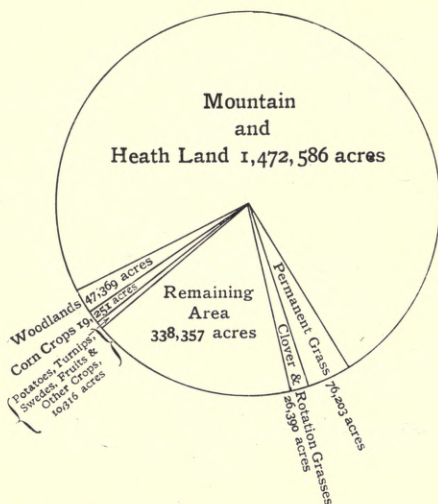 Mountain
and
Heath Land 1,472,586 acres
Woodlands 47,369 acres
Corn Crops 19,251 acres
Potatoes, Turnips,
Swedes, Fruits &
Other Crops,
10,316 acres
Remaining
Area
338,357 acres
Clover & Rotation Grasses
26,390 acres
Permanent Grass 76,203 acres